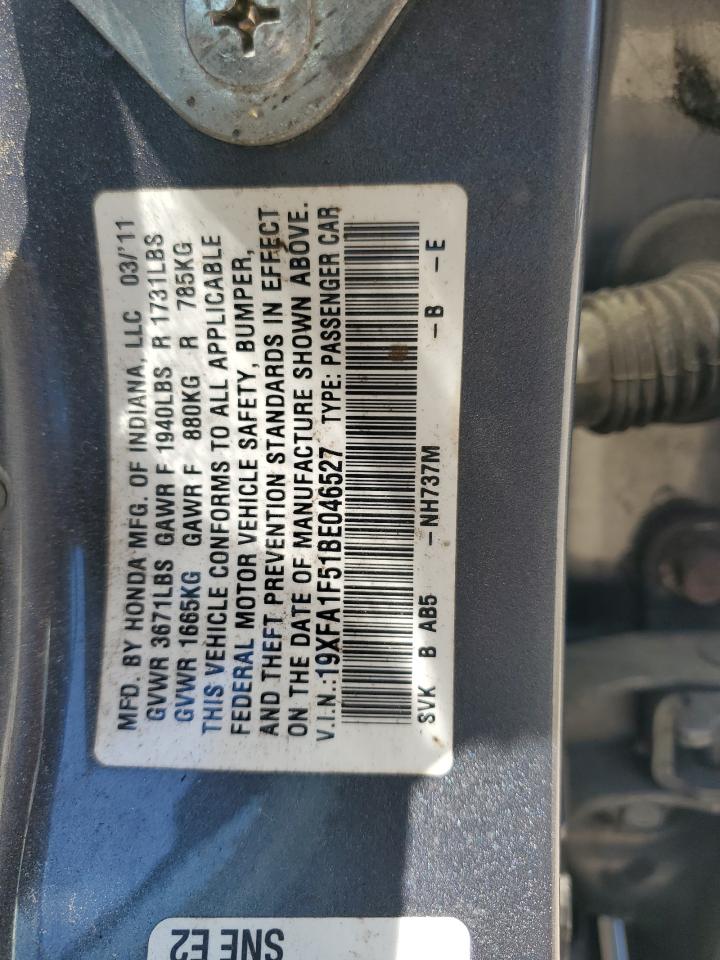 MFD. BY HONDA MFG. OF INDIANA, LLC 03/'11
GVWR 3671LBS GAWR F 1940LBS R 1731LBS
GVWR 1665KG GAWR F 880KG R 785KG
THIS VEHICLE CONFORMS TO ALL APPLICABLE
FEDERAL MOTOR VEHICLE SAFETY, BUMPER,
AND THEFT PREVENTION STANDARDS IN EFFECT
ON THE DATE OF MANUFACTURE SHOWN ABOVE.
V.I.N.:19XFA1F51BE046527 TYPE: PASSENGER CAR
SVK B AB5 -NH737M -B -E
SNE E2